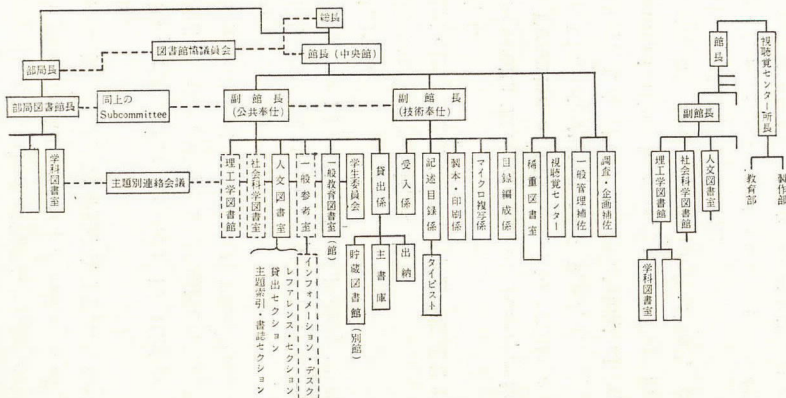 総長
図書館協議員会
館長(中央館)
部局長
部局図書館長
同上の
Subcommittee
副館長
(公共奉仕)
副館長
(技術奉仕)
学科図書室
主題別連絡会議
理工学図書館
社会科学図書室
人文図書室
一般参考室
一般教育図書室(館)
学生委員会
貸出係
受入係
記述目録係
製本・印刷係
マイクロ複写係
目録編成係
稀重図書室
視聴覚センター
一般管理補佐
調査・企画補佐
インフォメーション・デスク
レファレンス・セクション
貸出セクション
主題索引・書誌セクション
貯蔵図書館(別館)
主書庫
出納
タイピスト
館長
視聴覚センター所長
副館長
理工学図書館
社会科学図書館
人文図書室
教育部
製作部
学科図書室